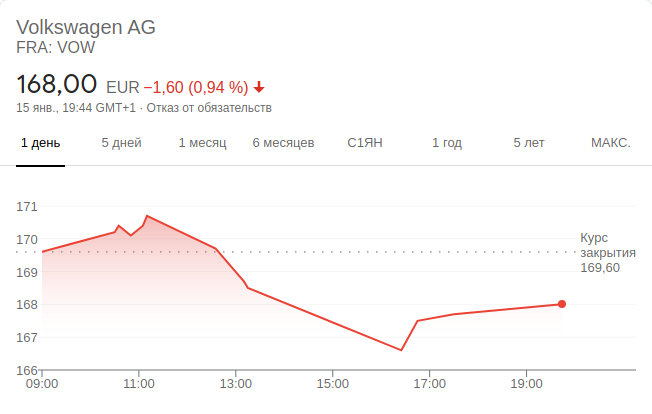 Volkswagen AG
FRA: VOW
168,00 EUR −1,60 (0,94 %)
15 янв., 19:44 GMT+1 · Отказ от обязательств
1 день 5 дней 1 месяц 6 месяцев С1ЯН 1 год 5 лет МАКС.
171
170
169
168
167
166
Курс
закрытия
169,60
09:00 11:00 13:00 15:00 17:00 19:00